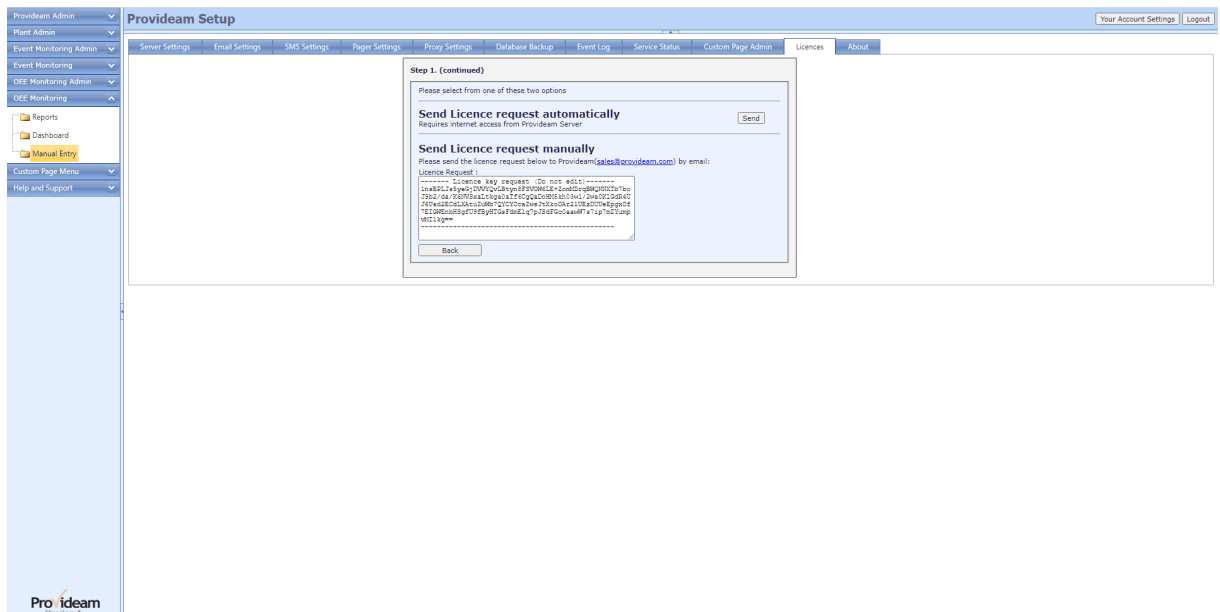 Provideam Admin
Plant Admin
Event Monitoring Admin
Event Monitoring
OEE Monitoring Admin
OEE Monitoring
Reports
Dashboard
Manual Entry
Custom Page Menu
Help and Support
Provideam
Provideam Setup
Your Account Settings Logout
Server Settings Email Settings SMS Settings Pager Settings Proxy Settings Database Backup Event Log Service Status Custom Page Admin Licences About
Step 1. (continued)
Please select from one of these two options
Send Licence request automatically
Requires internet access from Provideam Server
Send
Send Licence request manually
Please send the licence request below to Provideam(sales@provideam.com) by email:
Licence Request :
------- Licence key request (Do not edit)-------
------------------------------------------------
Back